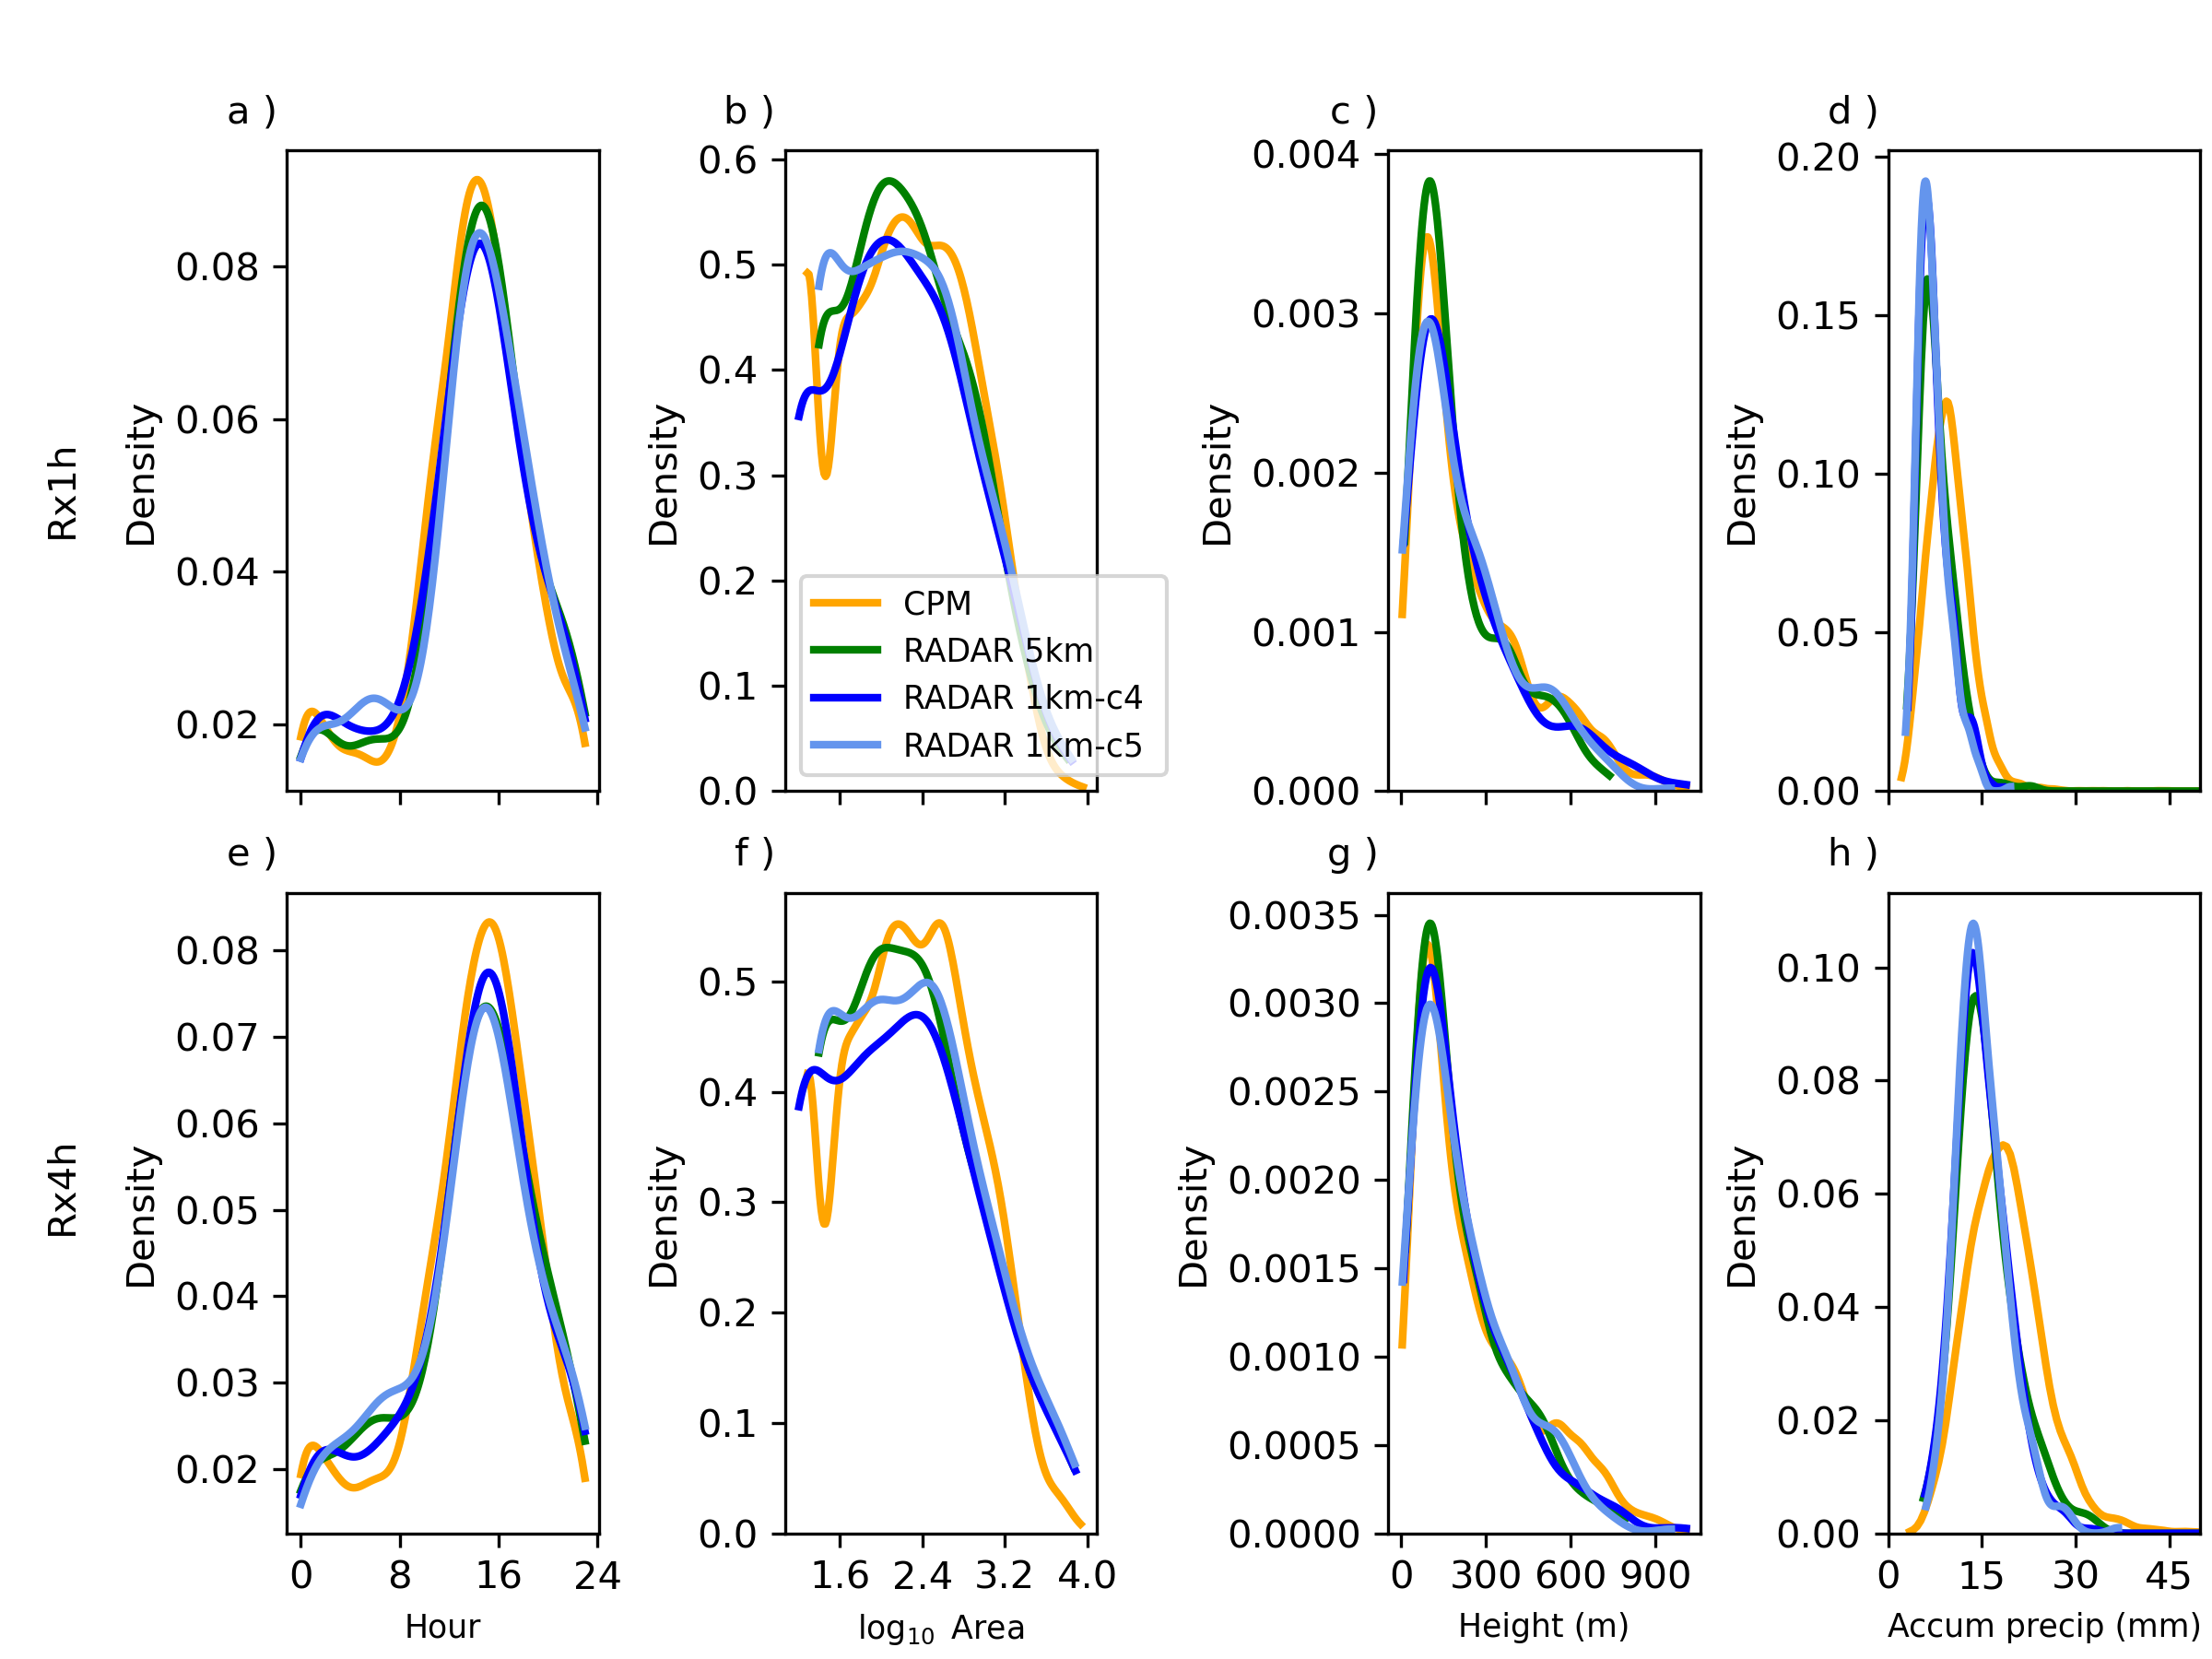 a )
b )
c )
d )
Rx1h
Density
0.08
0.06
0.04
0.02
Density
0.6
0.5
0.4
0.3
0.2
0.1
0.0
CPM
RADAR 5km
RADAR 1km-c4
RADAR 1km-c5
Density
0.004
0.003
0.002
0.001
0.000
Density
0.20
0.15
0.10
0.05
0.00
e )
f )
g )
h )
Rx4h
Density
0.08
0.07
0.06
0.05
0.04
0.03
0.02
0 8 16 24
Hour
Density
0.5
0.4
0.3
0.2
0.1
0.0
1.6 2.4 3.2 4.0
log₁₀ Area
Density
0.0035
0.0030
0.0025
0.0020
0.0015
0.0010
0.0005
0.0000
0 300 600 900
Height (m)
Density
0.10
0.08
0.06
0.04
0.02
0.00
0 15 30 45
Accum precip (mm)